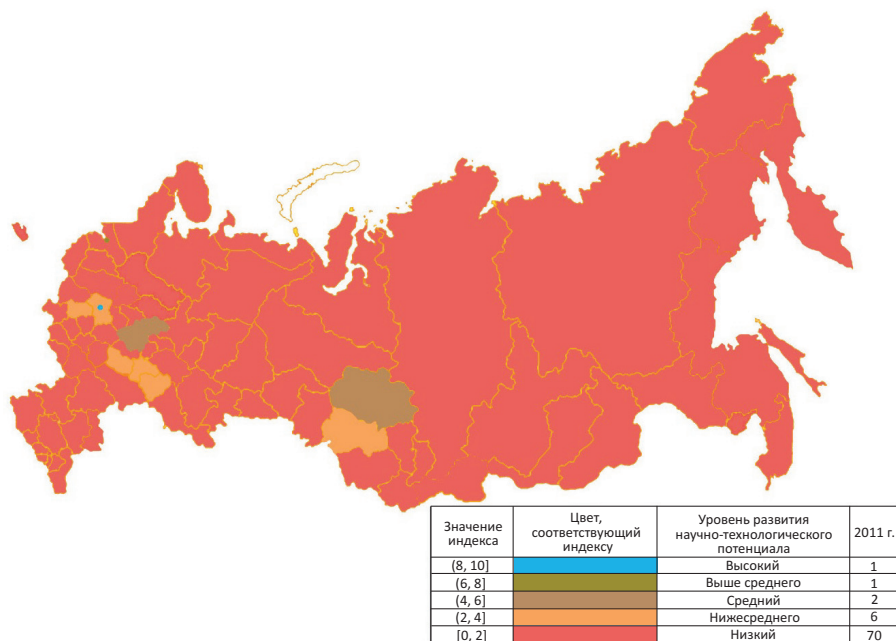 Значение индекса
Цвет, соответствующий индексу
Уровень развития научно-технологического потенциала
2011 г.
(8, 10]
Высокий
1
(6, 8]
Выше среднего
1
(4, 6]
Средний
2
(2, 4]
Нижесреднего
6
[0, 2]
Низкий
70